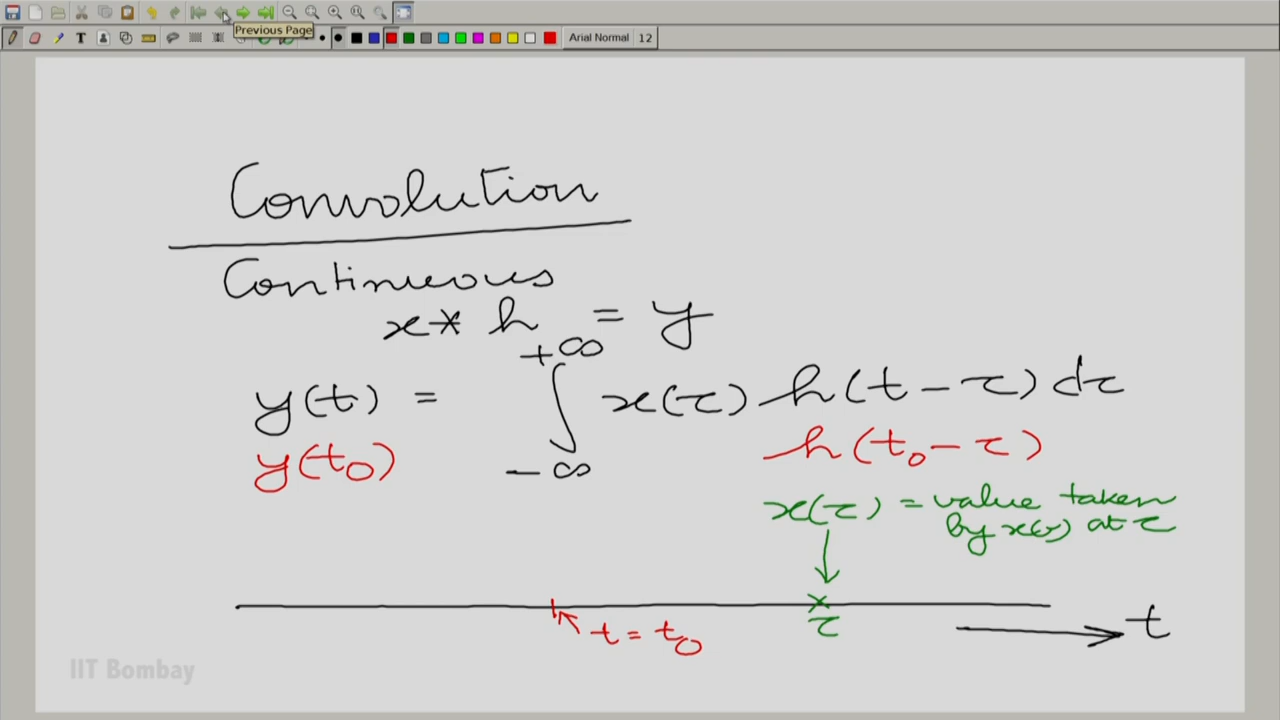 Previous Page
T
Arial Normal 12
Convolution
Continuous
x * h = y
y(t) = ∫ x(τ) h(t - τ) dτ
+∞
-∞
y(t0) h(t0 - τ)
x(τ) = value taken
by x(·) at τ
t = t0
τ
t
IIT Bombay